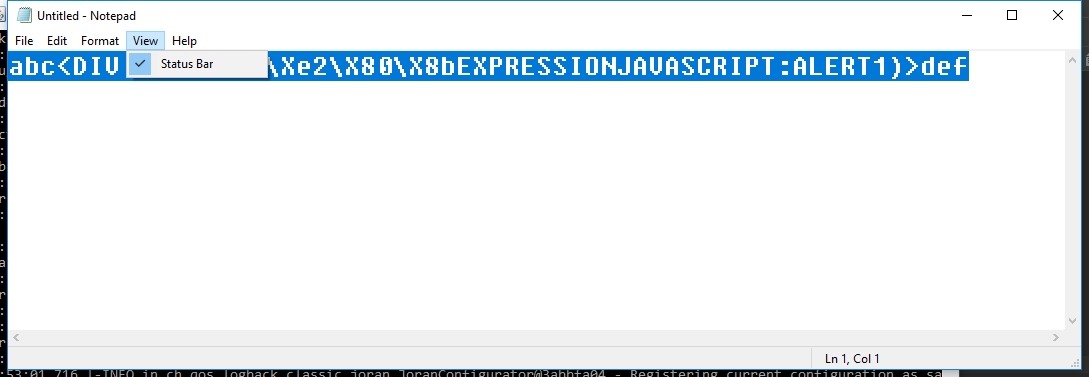 Untitled - Notepad
File Edit Format View Help
Status Bar
abc<DIV \Xe2\X80\X8bEXPRESSIONJAVASCRIPT:ALERT1)>def
Ln 1, Col 1
:53:01,716 |-INFO in ch.qos.logback.classic.joran.JoranConfigurator@3abbfa04 - Registering current configuration as sa